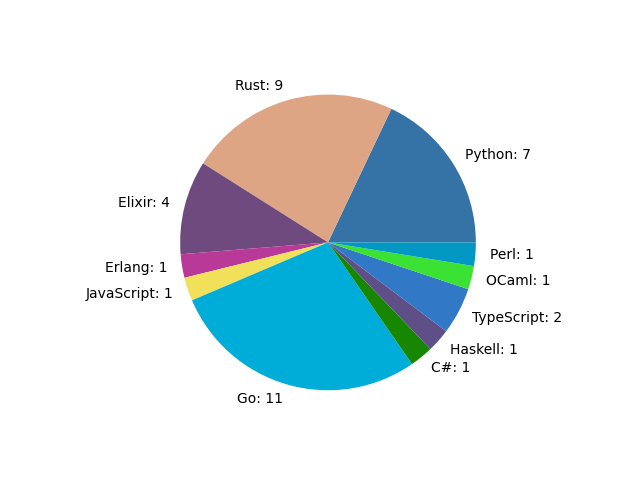 Rust: 9
Python: 7
Elixir: 4
Perl: 1
Erlang: 1
OCaml: 1
JavaScript: 1
TypeScript: 2
Haskell: 1
C#: 1
Go: 11